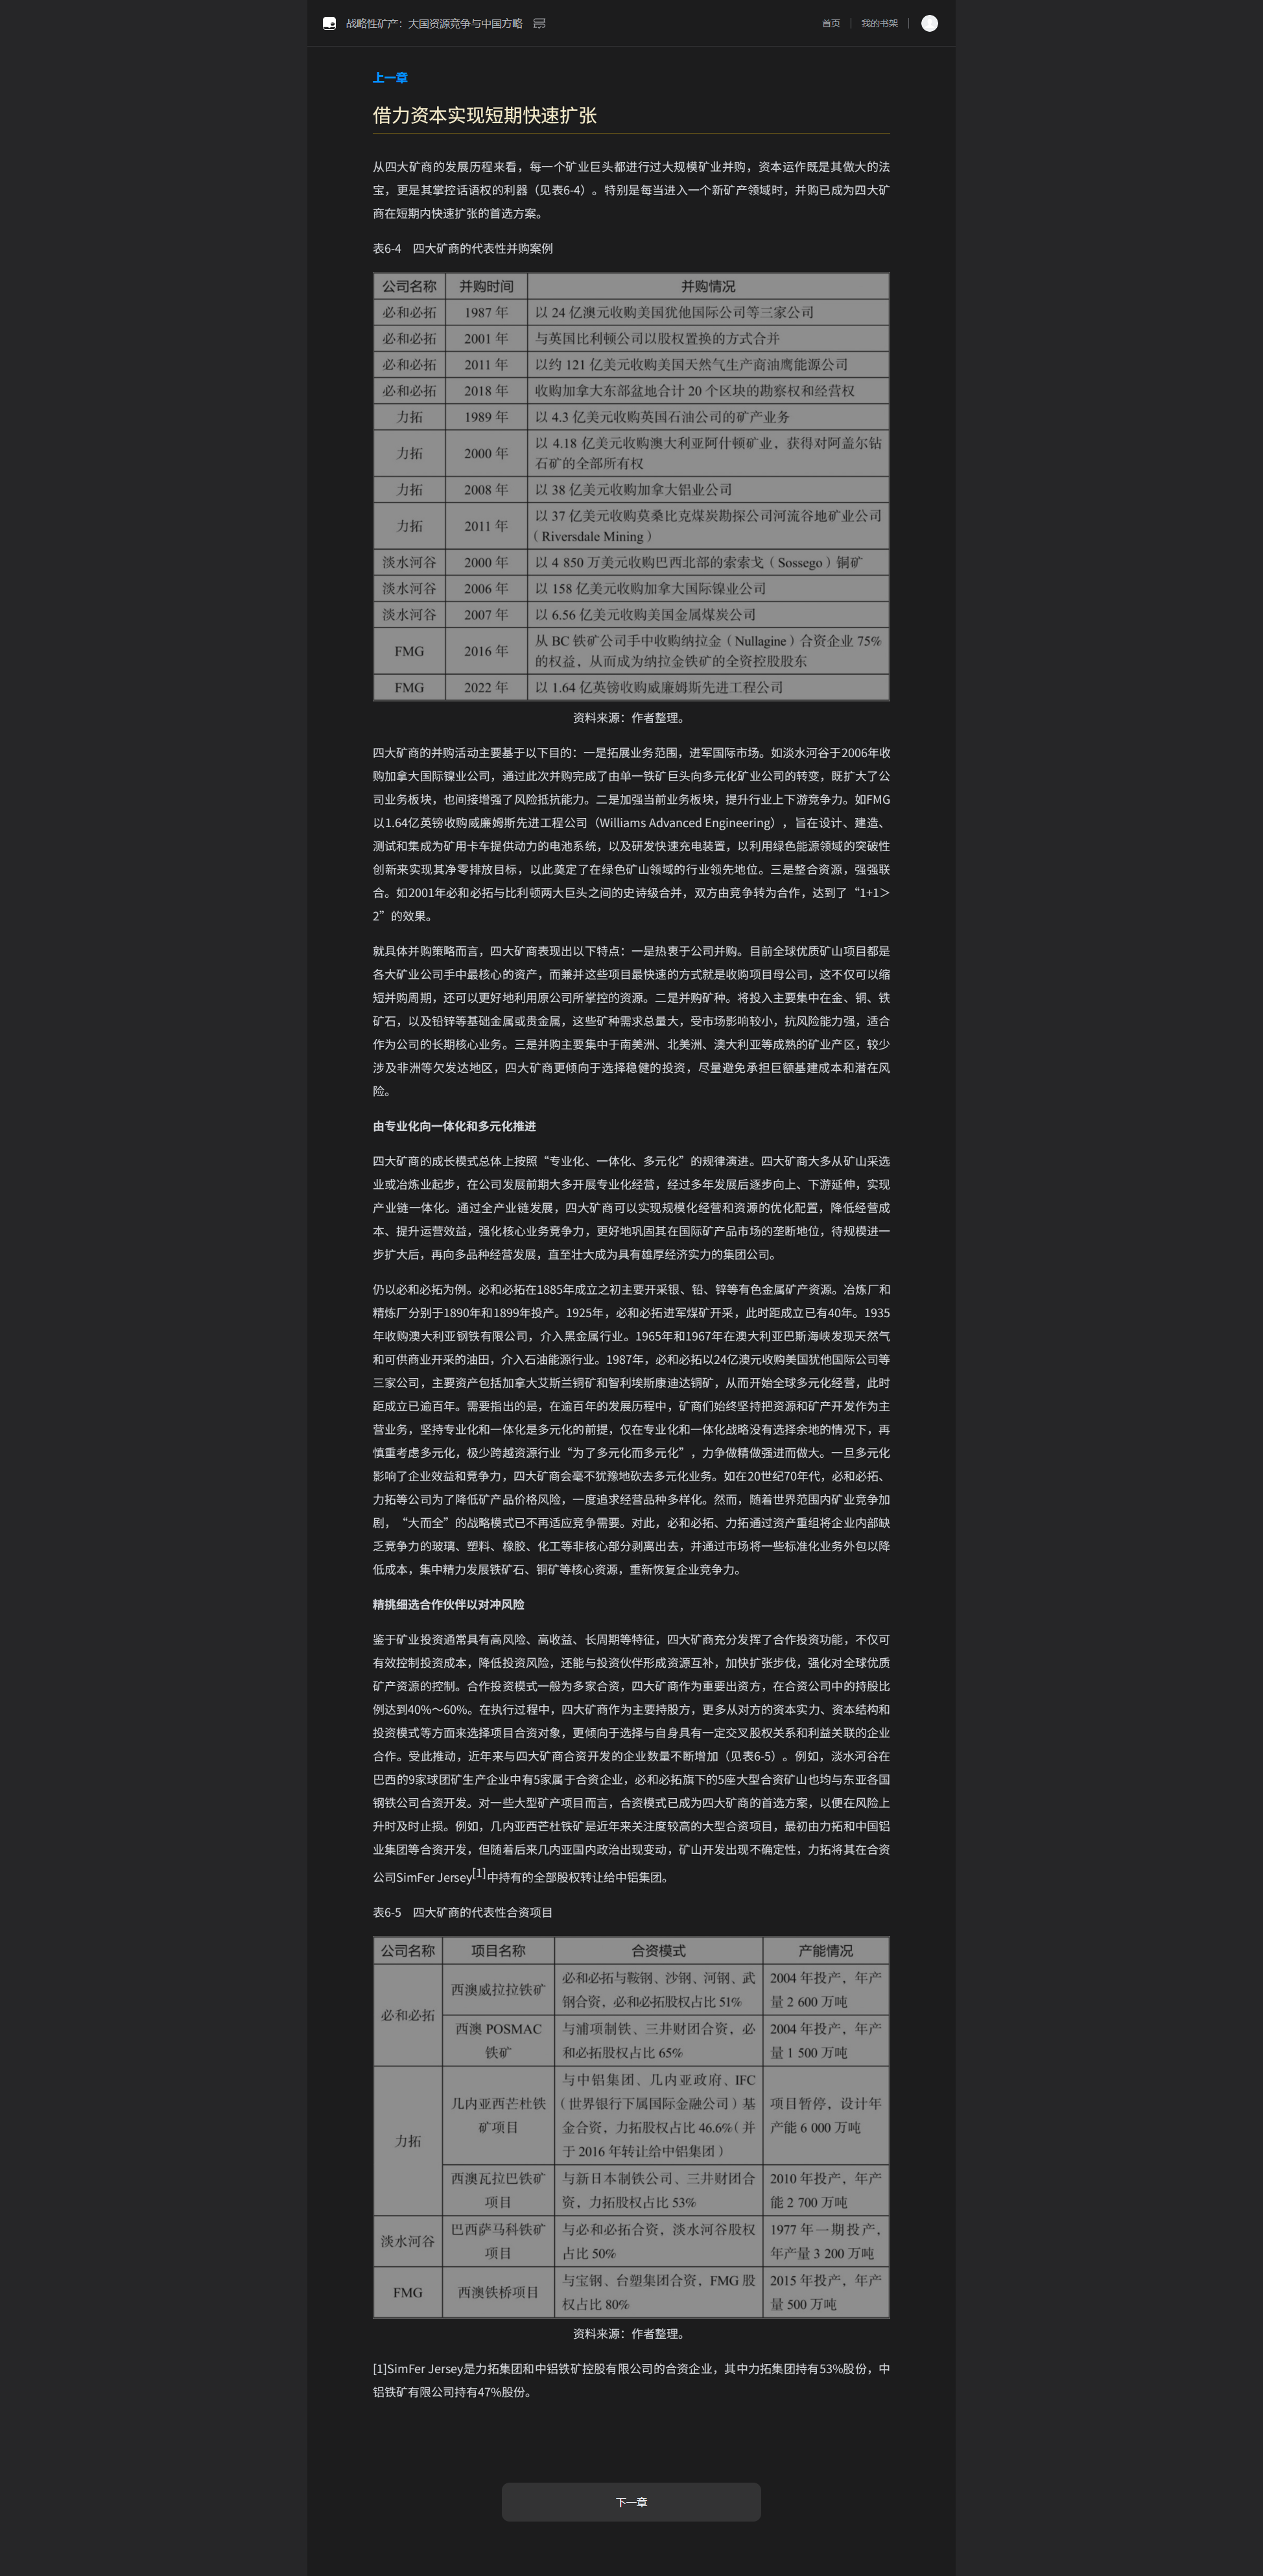 战略性矿产：大国资源竞争与中国方略
首页
我的书架
上一章
借力资本实现短期快速扩张
从四大矿商的发展历程来看，每一个矿业巨头都进行过大规模矿业并购，资本运作既是其做大的法
宝，更是其掌控话语权的利器（见表6-4）。特别是每当进入一个新矿产领域时，并购已成为四大矿
商在短期内快速扩张的首选方案。
表6-4　四大矿商的代表性并购案例
公司名称 并购时间 并购情况
必和必拓 1987 年 以 24 亿澳元收购美国犹他国际公司等三家公司
必和必拓 2001 年 与英国比利顿公司以股权置换的方式合并
必和必拓 2011 年 以约 121 亿美元收购美国天然气生产商油鹰能源公司
必和必拓 2018 年 收购加拿大东部盆地合计 20 个区块的勘察权和经营权
力拓 1989 年 以 4.3 亿美元收购英国石油公司的矿产业务
力拓 2000 年 以 4.18 亿美元收购澳大利亚阿什顿矿业，获得对阿盖尔钻
石矿的全部所有权
力拓 2008 年 以 38 亿美元收购加拿大铝业公司
力拓 2011 年 以 37 亿美元收购莫桑比克煤炭勘探公司河流谷地矿业公司
（Riversdale Mining）
淡水河谷 2000 年 以 4 850 万美元收购巴西北部的索索戈（Sossego）铜矿
淡水河谷 2006 年 以 158 亿美元收购加拿大国际镍业公司
淡水河谷 2007 年 以 6.56 亿美元收购美国金属煤炭公司
FMG 2016 年 从 BC 铁矿公司手中收购纳拉金（Nullagine）合资企业 75%
的权益，从而成为纳拉金铁矿的全资控股股东
FMG 2022 年 以 1.64 亿英镑收购威廉姆斯先进工程公司
资料来源：作者整理。
四大矿商的并购活动主要基于以下目的：一是拓展业务范围，进军国际市场。如淡水河谷于2006年收
购加拿大国际镍业公司，通过此次并购完成了由单一铁矿巨头向多元化矿业公司的转变，既扩大了公
司业务板块，也间接增强了风险抵抗能力。二是加强当前业务板块，提升行业上下游竞争力。如FMG
以1.64亿英镑收购威廉姆斯先进工程公司（Williams Advanced Engineering），旨在设计、建造、
测试和集成为矿用卡车提供动力的电池系统，以及研发快速充电装置，以利用绿色能源领域的突破性
创新来实现其净零排放目标，以此奠定了在绿色矿山领域的行业领先地位。三是整合资源，强强联
合。如2001年必和必拓与比利顿两大巨头之间的史诗级合并，双方由竞争转为合作，达到了“1+1＞
2”的效果。
就具体并购策略而言，四大矿商表现出以下特点：一是热衷于公司并购。目前全球优质矿山项目都是
各大矿业公司手中最核心的资产，而兼并这些项目最快速的方式就是收购项目母公司，这不仅可以缩
短并购周期，还可以更好地利用原公司所掌控的资源。二是并购矿种。将投入主要集中在金、铜、铁
矿石，以及铅锌等基础金属或贵金属，这些矿种需求总量大，受市场影响较小，抗风险能力强，适合
作为公司的长期核心业务。三是并购主要集中于南美洲、北美洲、澳大利亚等成熟的矿业产区，较少
涉及非洲等欠发达地区，四大矿商更倾向于选择稳健的投资，尽量避免承担巨额基建成本和潜在风
险。
由专业化向一体化和多元化推进
四大矿商的成长模式总体上按照“专业化、一体化、多元化”的规律演进。四大矿商大多从矿山采选
业或冶炼业起步，在公司发展前期大多开展专业化经营，经过多年发展后逐步向上、下游延伸，实现
产业链一体化。通过全产业链发展，四大矿商可以实现规模化经营和资源的优化配置，降低经营成
本、提升运营效益，强化核心业务竞争力，更好地巩固其在国际矿产品市场的垄断地位，待规模进一
步扩大后，再向多品种经营发展，直至壮大成为具有雄厚经济实力的集团公司。
仍以必和必拓为例。必和必拓在1885年成立之初主要开采银、铅、锌等有色金属矿产资源。冶炼厂和
精炼厂分别于1890年和1899年投产。1925年，必和必拓进军煤矿开采，此时距成立已有40年。1935
年收购澳大利亚钢铁有限公司，介入黑金属行业。1965年和1967年在澳大利亚巴斯海峡发现天然气
和可供商业开采的油田，介入石油能源行业。1987年，必和必拓以24亿澳元收购美国犹他国际公司等
三家公司，主要资产包括加拿大艾斯兰铜矿和智利埃斯康迪达铜矿，从而开始全球多元化经营，此时
距成立已逾百年。需要指出的是，在逾百年的发展历程中，矿商们始终坚持把资源和矿产开发作为主
营业务，坚持专业化和一体化是多元化的前提，仅在专业化和一体化战略没有选择余地的情况下，再
慎重考虑多元化，极少跨越资源行业“为了多元化而多元化”，力争做精做强进而做大。一旦多元化
影响了企业效益和竞争力，四大矿商会毫不犹豫地砍去多元化业务。如在20世纪70年代，必和必拓、
力拓等公司为了降低矿产品价格风险，一度追求经营品种多样化。然而，随着世界范围内矿业竞争加
剧，“大而全”的战略模式已不再适应竞争需要。对此，必和必拓、力拓通过资产重组将企业内部缺
乏竞争力的玻璃、塑料、橡胶、化工等非核心部分剥离出去，并通过市场将一些标准化业务外包以降
低成本，集中精力发展铁矿石、铜矿等核心资源，重新恢复企业竞争力。
精挑细选合作伙伴以对冲风险
鉴于矿业投资通常具有高风险、高收益、长周期等特征，四大矿商充分发挥了合作投资功能，不仅可
有效控制投资成本，降低投资风险，还能与投资伙伴形成资源互补，加快扩张步伐，强化对全球优质
矿产资源的控制。合作投资模式一般为多家合资，四大矿商作为重要出资方，在合资公司中的持股比
例达到40%～60%。在执行过程中，四大矿商作为主要持股方，更多从对方的资本实力、资本结构和
投资模式等方面来选择项目合资对象，更倾向于选择与自身具有一定交叉股权关系和利益关联的企业
合作。受此推动，近年来与四大矿商合资开发的企业数量不断增加（见表6-5）。例如，淡水河谷在
巴西的9家球团矿生产企业中有5家属于合资企业，必和必拓旗下的5座大型合资矿山也均与东亚各国
钢铁公司合资开发。对一些大型矿产项目而言，合资模式已成为四大矿商的首选方案，以便在风险上
升时及时止损。例如，几内亚西芒杜铁矿是近年来关注度较高的大型合资项目，最初由力拓和中国铝
业集团等合资开发，但随着后来几内亚国内政治出现变动，矿山开发出现不确定性，力拓将其在合资
公司SimFer Jersey[1]中持有的全部股权转让给中铝集团。
表6-5　四大矿商的代表性合资项目
公司名称 项目名称 合资模式 产能情况
必和必拓 西澳威拉拉铁矿 必和必拓与鞍钢、沙钢、河钢、武
钢合资，必和必拓股权占比 51% 2004 年投产，年产
量 2 600 万吨
西澳 POSMAC
铁矿 与浦项制铁、三井财团合资，必
和必拓股权占比 65% 2004 年投产，年产
量 1 500 万吨
力拓 几内亚西芒杜铁
矿项目 与中铝集团、几内亚政府、IFC
（世界银行下属国际金融公司）基
金合资，力拓股权占比 46.6%（并
于 2016 年转让给中铝集团） 项目暂停，设计年
产能 6 000 万吨
西澳瓦拉巴铁矿
项目 与新日本制铁公司、三井财团合
资，力拓股权占比 53% 2010 年投产，年产
能 2 700 万吨
淡水河谷 巴西萨马科铁矿
项目 与必和必拓合资，淡水河谷股权
占比 50% 1977 年一期投产，
年产量 3 200 万吨
FMG 西澳铁桥项目 与宝钢、台塑集团合资，FMG 股
权占比 80% 2015 年投产，年产
量 500 万吨
资料来源：作者整理。
[1]SimFer Jersey是力拓集团和中铝铁矿控股有限公司的合资企业，其中力拓集团持有53%股份，中
铝铁矿有限公司持有47%股份。
下一章